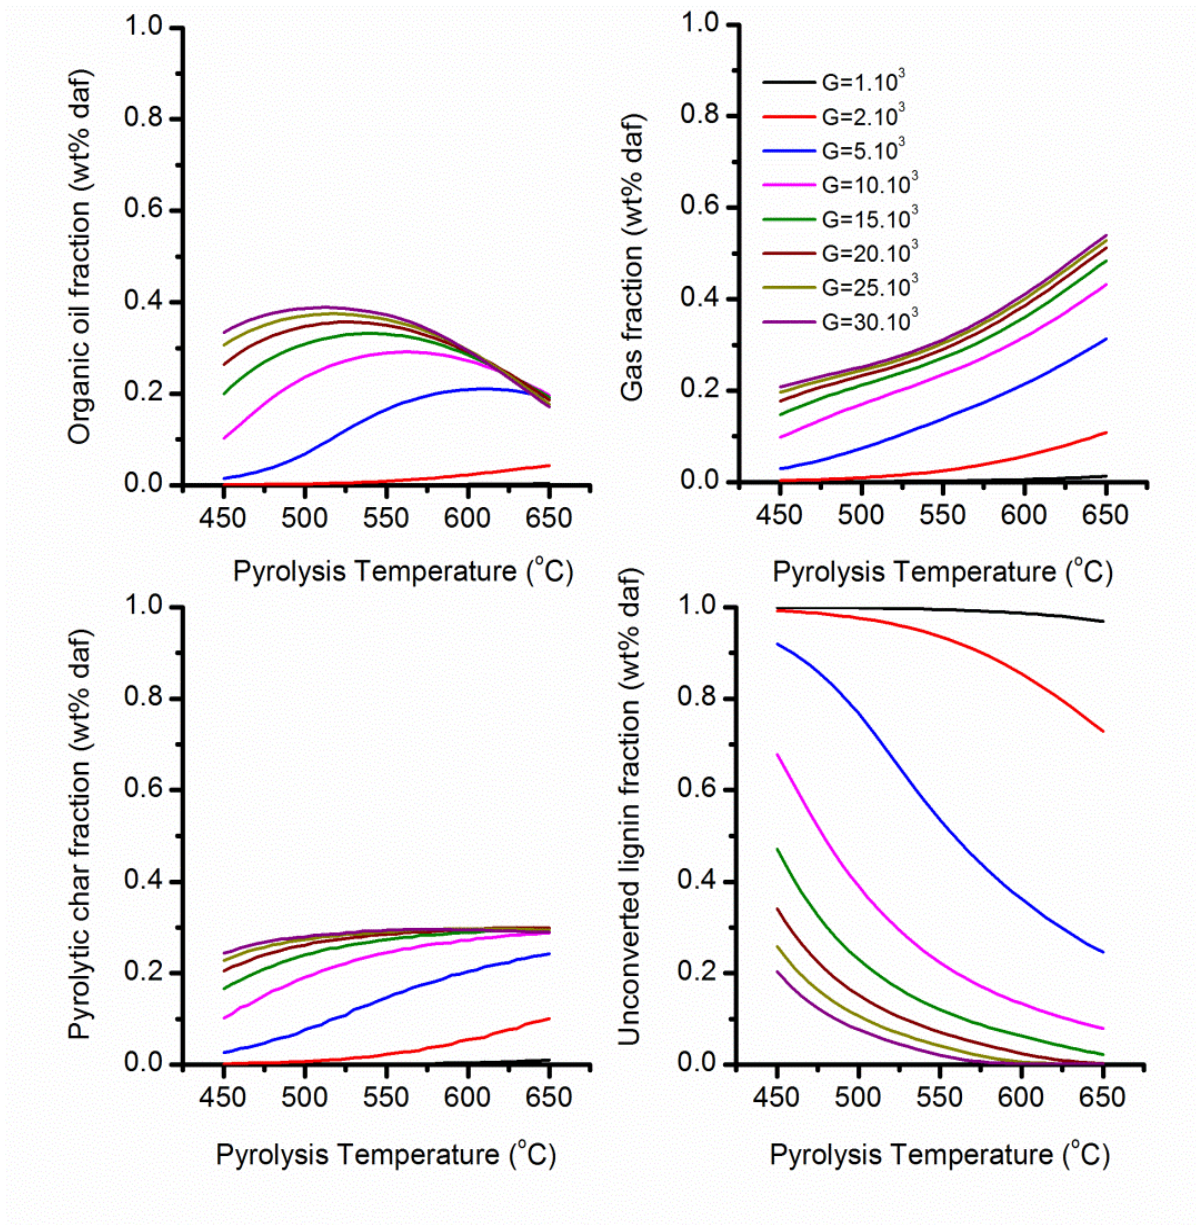 Organic oil fraction (wt% daf)
1.0
0.8
0.6
0.4
0.2
0.0
450 500 550 600 650
Pyrolysis Temperature (°C)
Gas fraction (wt% daf)
1.0
0.8
0.6
0.4
0.2
0.0
G=1.10³
G=2.10³
G=5.10³
G=10.10³
G=15.10³
G=20.10³
G=25.10³
G=30.10³
450 500 550 600 650
Pyrolysis Temperature (°C)
Pyrolytic char fraction (wt% daf)
1.0
0.8
0.6
0.4
0.2
0.0
450 500 550 600 650
Pyrolysis Temperature (°C)
Unconverted lignin fraction (wt% daf)
1.0
0.8
0.6
0.4
0.2
0.0
450 500 550 600 650
Pyrolysis Temperature (°C)